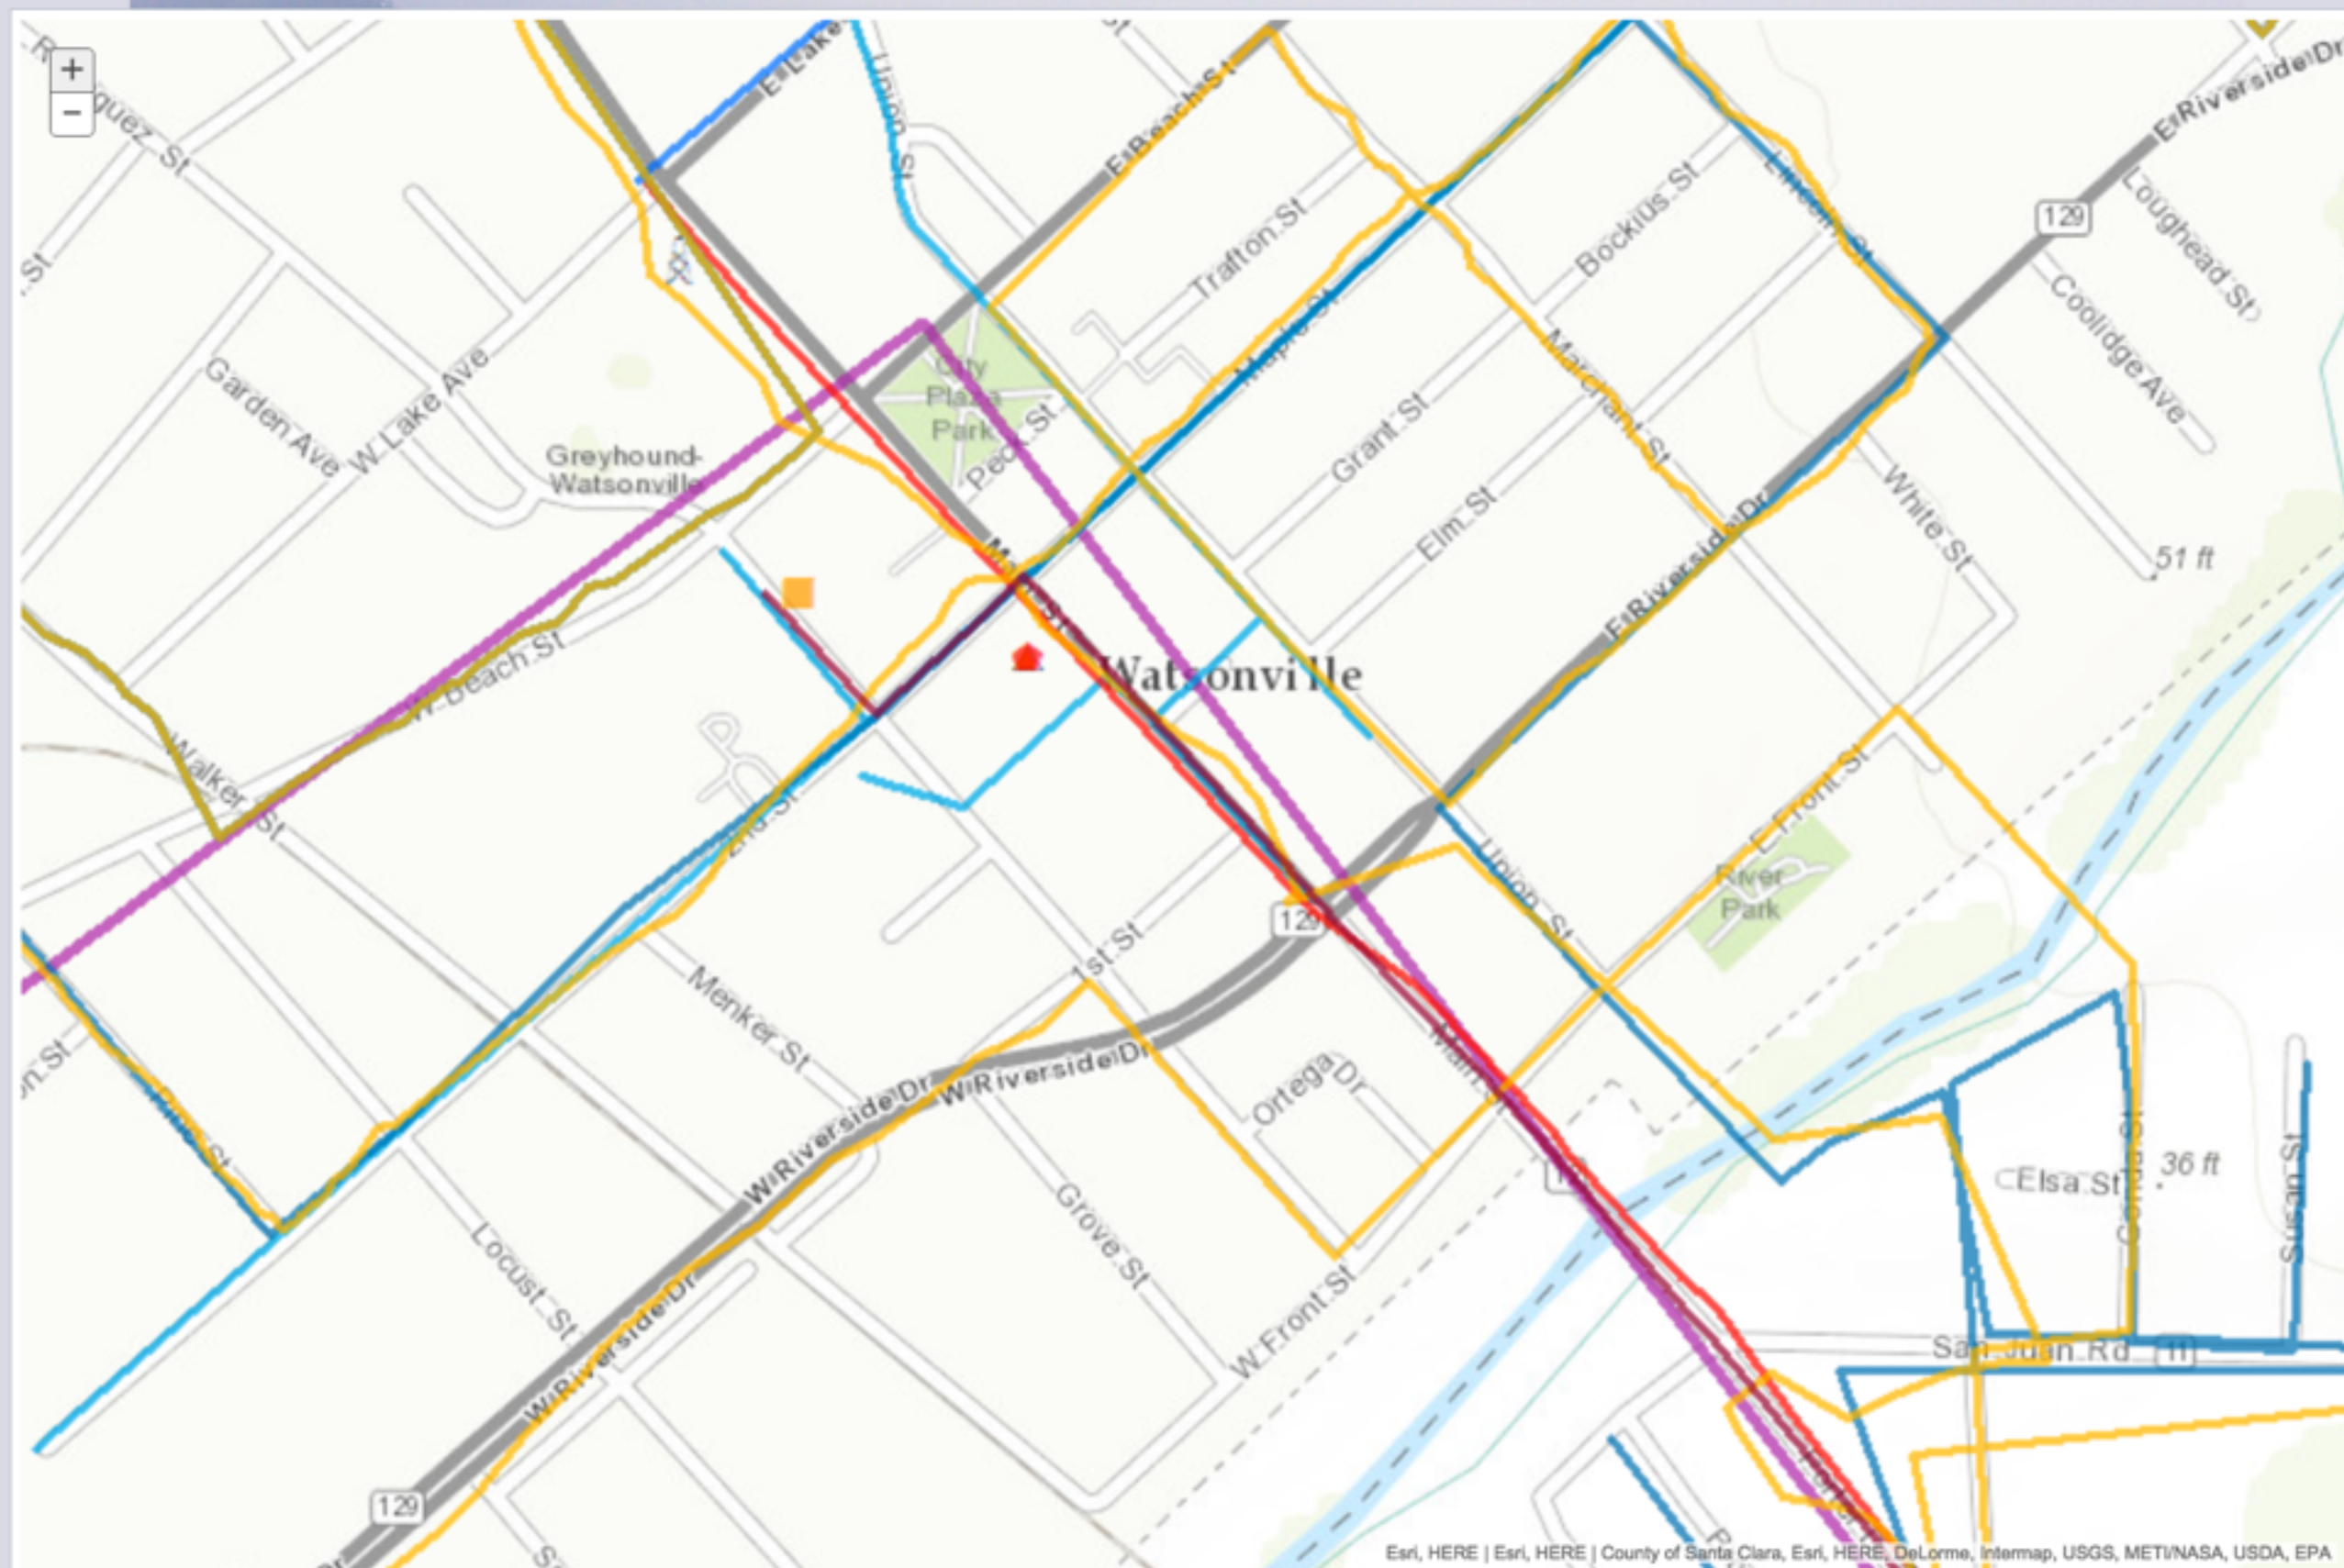 +
−
E Lake
Union St
E Beach St
E Riverside Dr
129
Loughead St
Lincoln St
Bockius St
Trafton St
Coolidge Ave
Maple St
Marchant St
City
Plaza
Park
Peck St
Garden Ave
W Lake Ave
Greyhound-
Watsonville
Grant St
Elm St
White St
51 ft
E Riverside Dr
Watsonville
W Beach St
Walker St
2nd St
E Front St
River
Park
Union St
129
1st St
Menker St
W Riverside Dr
W Riverside Dr
Ortega Dr
Main
Elsa St
36 ft
Susan St
Grove St
Locust St
W Front St
San Juan Rd
11
W Riverside Dr
129
Esri, HERE | Esri, HERE | County of Santa Clara, Esri, HERE, DeLorme, Intermap, USGS, METI/NASA, USDA, EPA